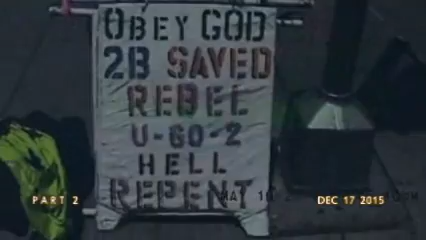 OBEY GOD
2B SAVED
REBEL
U-GO-2
HELL
REPENT
PART 2
DEC 17 2015